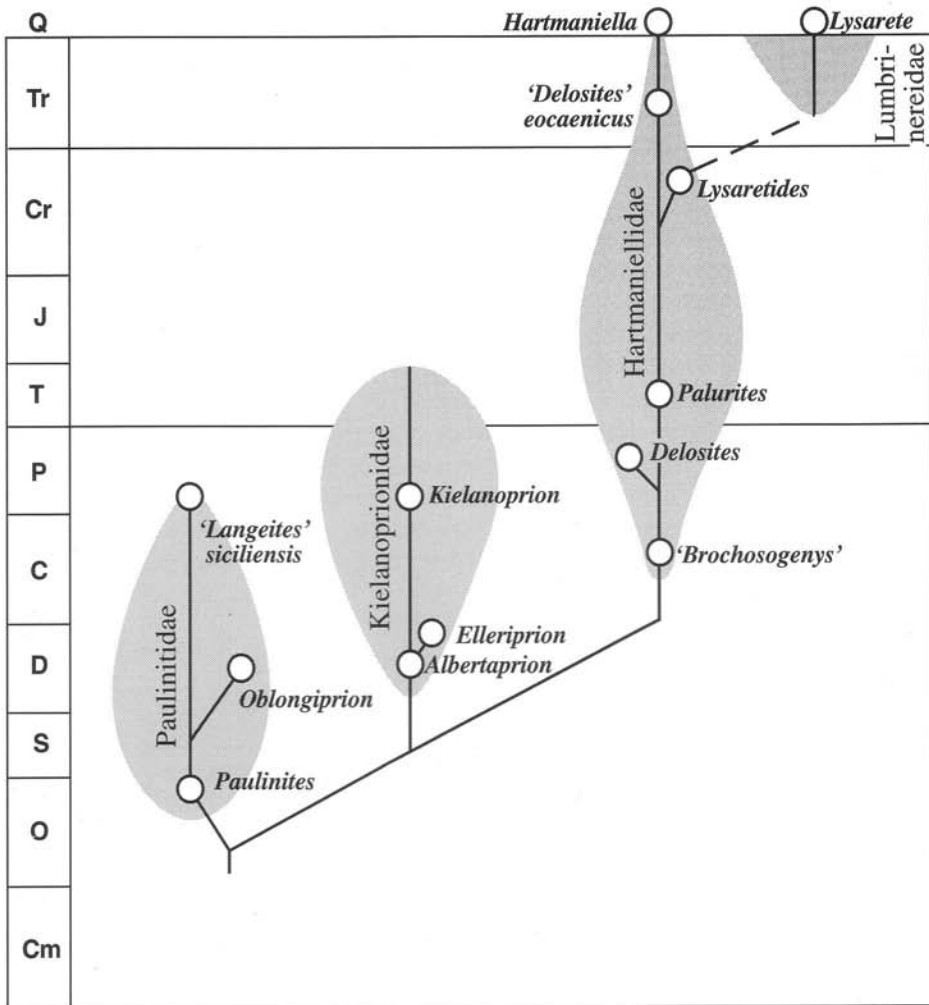 Q
Hartmaniella
Lysarete
Tr
'Delosites'
eocaenicus
Lumbri-
nereidae
Cr
Lysaretides
J
Hartmaniellidae
T
Palurites
P
Delosites
Kielanoprionidae
Kielanoprion
'Langeites'
siciliensis
C
'Brochosogenys'
Paulinitidae
D
Elleriprion
Albertaprion
Oblongiprion
S
Paulinites
O
Cm